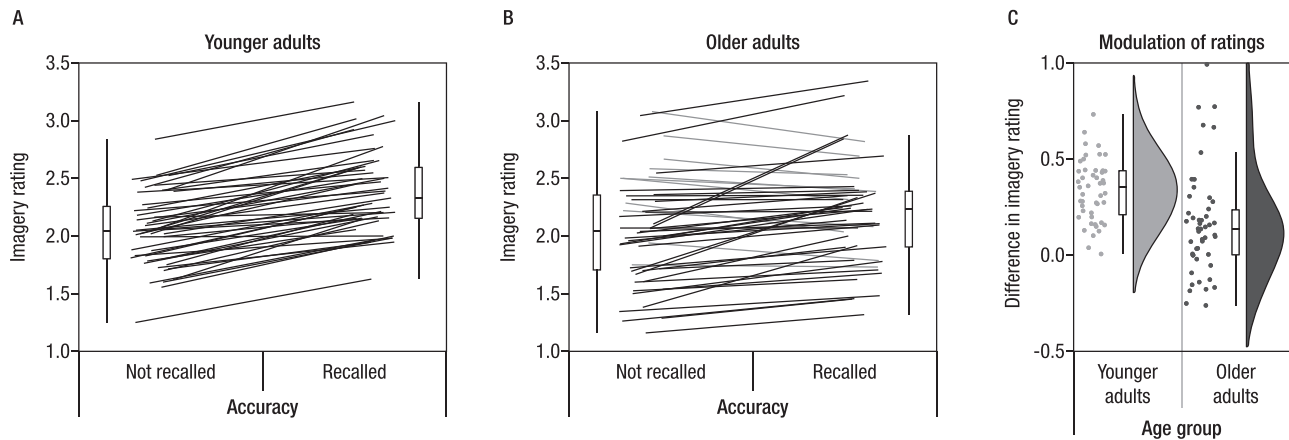 A
Younger adults
Imagery rating
3.5
3.0
2.5
2.0
1.5
1.0
Not recalled
Recalled
Accuracy
B
Older adults
Imagery rating
3.5
3.0
2.5
2.0
1.5
1.0
Not recalled
Recalled
Accuracy
C
Modulation of ratings
Difference in imagery rating
1.0
0.5
0.0
-0.5
Younger
adults
Older
adults
Age group